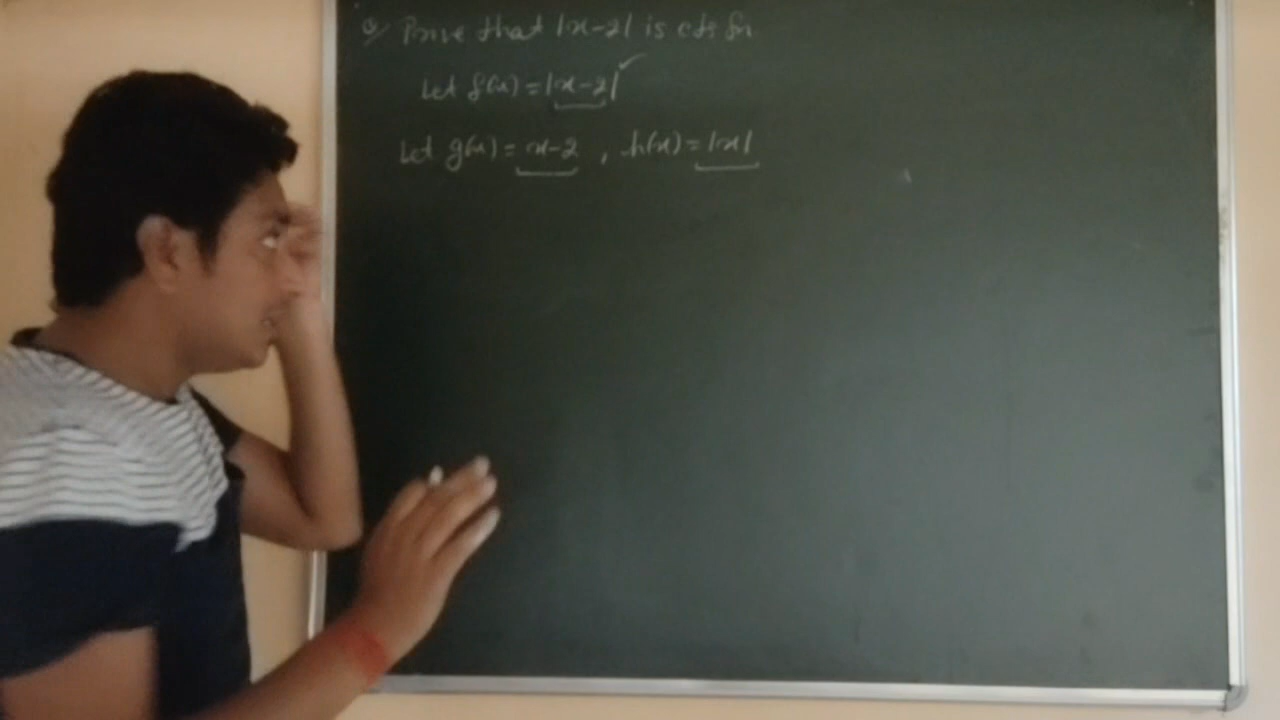 Q/ Prove that |x-2| is cts fn.
Let f(x) = |x-2| ✓
Let g(x) = x-2 , h(x) = |x|